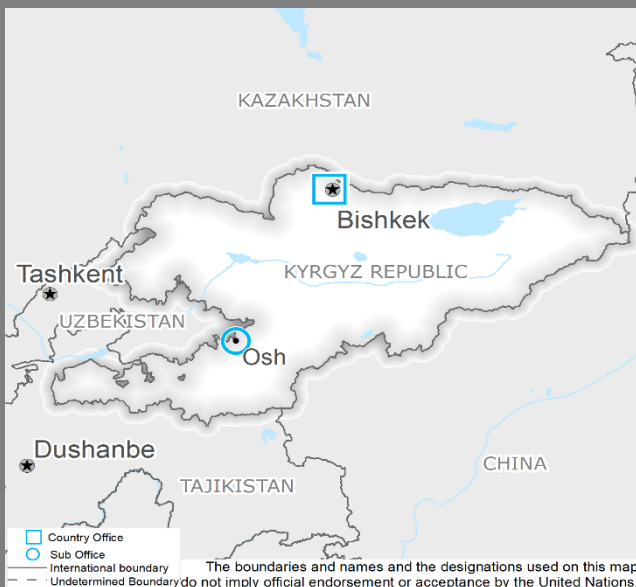 KAZAKHSTAN
Bishkek
KYRGYZ REPUBLIC
Tashkent
UZBEKISTAN
Osh
Dushanbe
CHINA
TAJIKISTAN
Country Office
Sub Office
International boundary
Undetermined Boundary
The boundaries and names and the designations used on this map
do not imply official endorsement or acceptance by the United Nations